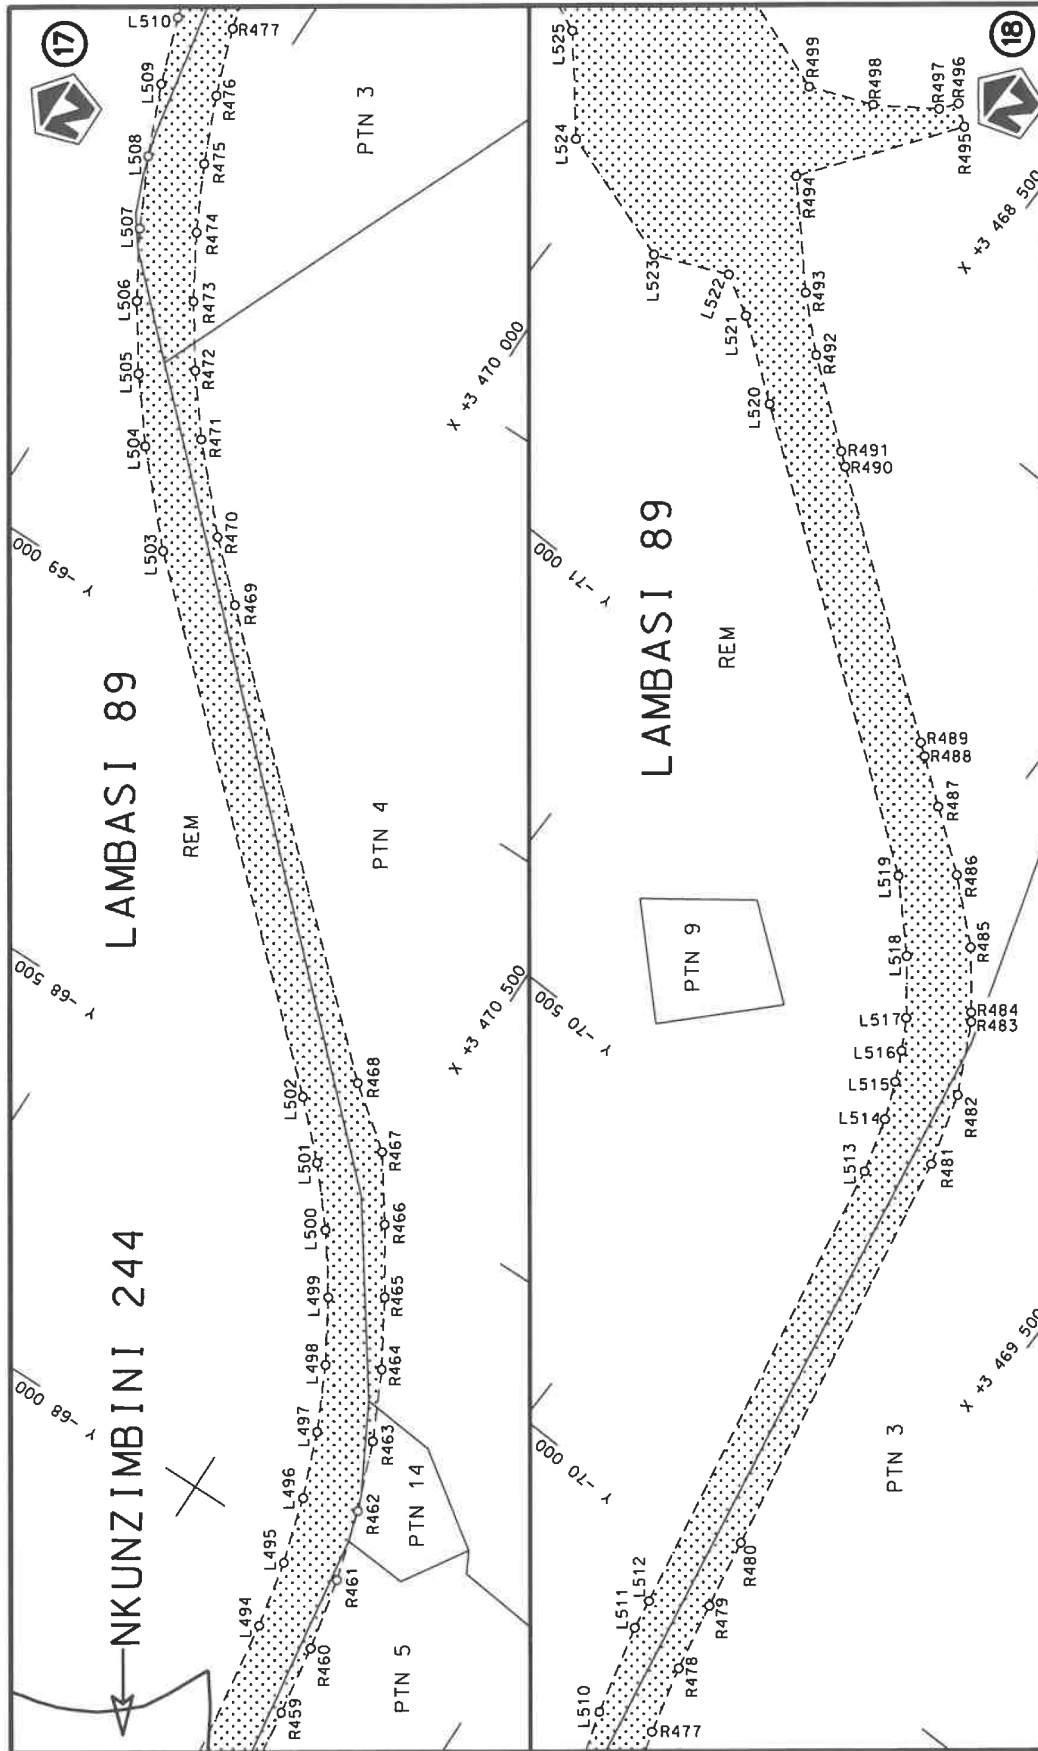 17
L510
R477
L509
R476
L508
R475
PTN 3
L507
R474
L506
R473
L505
R472
L504
R471
X +3 470 000
L503
R470
Y -69 000
R469
LAMBASI 89
REM
PTN 4
Y -68 500
X +3 470 500
L502
R468
L501
R467
L500
R466
L499
R465
L498
R464
Y -68 000
L497
R463
NKUNZIMBINI 244
L496
R462
PTN 14
L495
R461
L494
R460
PTN 5
R459
18
L525
R499
R498
R497
R496
L524
R495
R494
X +3 468 500
L523
L522
R493
L521
R492
L520
R491
R490
Y -71 000
LAMBASI 89
REM
R489
R488
R487
L519
R486
PTN 9
L518
R485
L517
R484
R483
Y -70 500
L516
L515
R482
L514
L513
R481
X +3 469 500
Y -70 000
PTN 3
R480
L512
L511
R479
R478
L510
R477